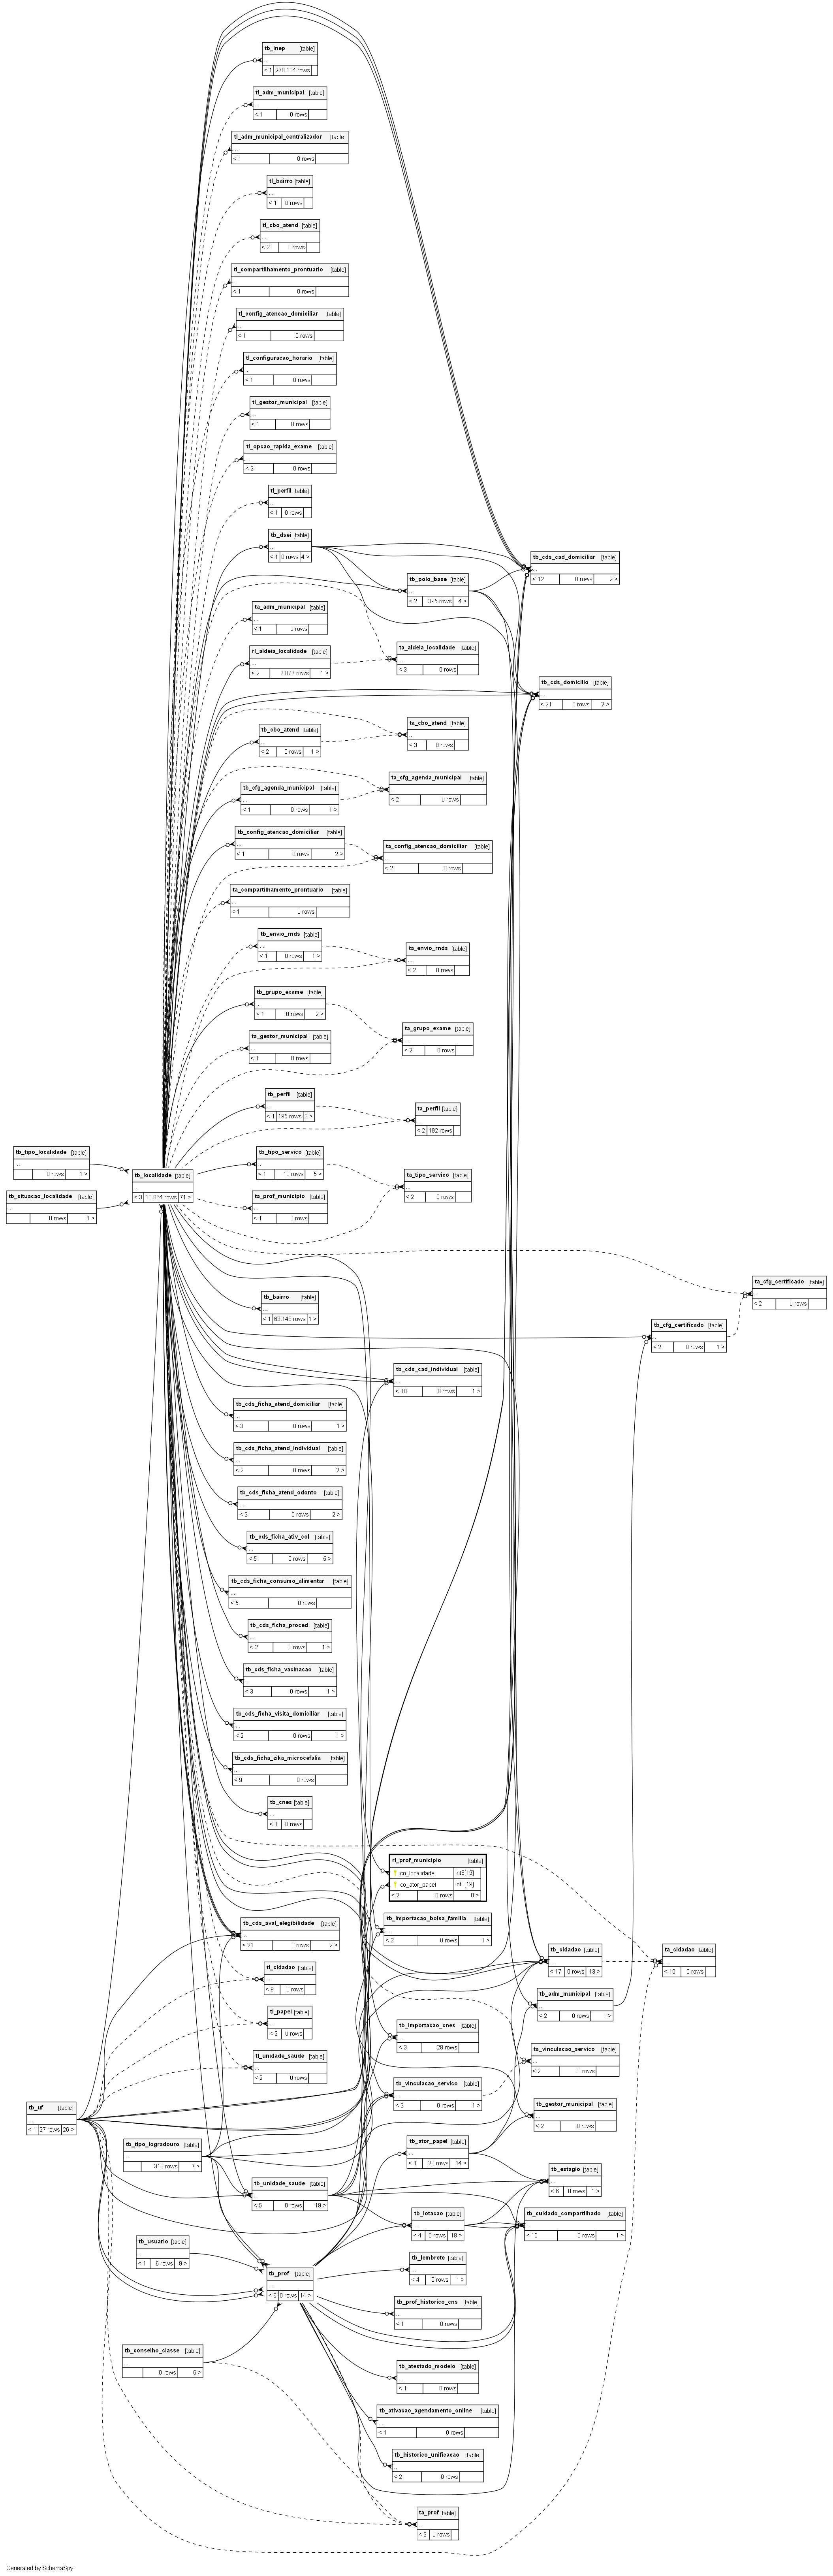 tb_inep [table]
...
< 1 278.134 rows
tl_adm_municipal [table]
...
< 1 0 rows
tl_adm_municipal_centralizador [table]
...
< 1 0 rows
tl_bairro [table]
...
< 1 0 rows
tl_cbo_atend [table]
...
< 2 0 rows
tl_compartilhamento_prontuario [table]
...
< 1 0 rows
tl_config_atencao_domiciliar [table]
...
< 1 0 rows
tl_configuracao_horario [table]
...
< 1 0 rows
tl_gestor_municipal [table]
...
< 1 0 rows
tl_opcao_rapida_exame [table]
...
< 2 0 rows
tl_perfil [table]
...
< 1 0 rows
tb_dsei [table]
...
< 1 0 rows 4 >
tb_cds_cad_domiciliar [table]
...
< 12 0 rows 2 >
tb_polo_base [table]
...
< 2 395 rows 4 >
ta_adm_municipal [table]
...
< 1 0 rows
rl_aldeia_localidade [table]
...
< 2 7.877 rows 1 >
ta_aldeia_localidade [table]
...
< 3 0 rows
tb_cds_domicilio [table]
...
< 21 0 rows 2 >
tb_cbo_atend [table]
...
< 2 0 rows 1 >
ta_cbo_atend [table]
...
< 3 0 rows
tb_cfg_agenda_municipal [table]
...
< 1 0 rows 1 >
ta_cfg_agenda_municipal [table]
...
< 2 0 rows
tb_config_atencao_domiciliar [table]
...
< 1 0 rows 2 >
ta_config_atencao_domiciliar [table]
...
< 2 0 rows
ta_compartilhamento_prontuario [table]
...
< 1 0 rows
tb_envio_rnds [table]
...
< 1 0 rows 1 >
ta_envio_rnds [table]
...
< 2 0 rows
tb_grupo_exame [table]
...
< 1 0 rows 2 >
ta_grupo_exame [table]
...
< 2 0 rows
ta_gestor_municipal [table]
...
< 1 0 rows
tb_perfil [table]
...
< 1 195 rows 3 >
ta_perfil [table]
...
< 2 192 rows
tb_tipo_localidade [table]
...
0 rows 1 >
tb_tipo_servico [table]
...
< 1 10 rows 5 >
tb_localidade [table]
...
< 3 10.864 rows 71 >
ta_tipo_servico [table]
...
< 2 0 rows
tb_situacao_localidade [table]
...
0 rows 1 >
ta_prof_municipio [table]
...
< 1 0 rows
ta_cfg_certificado [table]
...
< 2 0 rows
tb_bairro [table]
...
< 1 63.148 rows 1 >
tb_cfg_certificado [table]
...
< 2 0 rows 1 >
tb_cds_cad_individual [table]
...
< 10 0 rows 1 >
tb_cds_ficha_atend_domiciliar [table]
...
< 3 0 rows 1 >
tb_cds_ficha_atend_individual [table]
...
< 2 0 rows 2 >
tb_cds_ficha_atend_odonto [table]
...
< 2 0 rows 2 >
tb_cds_ficha_ativ_col [table]
...
< 5 0 rows 5 >
tb_cds_ficha_consumo_alimentar [table]
...
< 5 0 rows
tb_cds_ficha_proced [table]
...
< 2 0 rows 1 >
tb_cds_ficha_vacinacao [table]
...
< 3 0 rows 1 >
tb_cds_ficha_visita_domiciliar [table]
...
< 2 0 rows 1 >
tb_cds_ficha_zika_microcefalia [table]
...
< 9 0 rows
tb_cnes [table]
...
< 1 0 rows
rl_prof_municipio [table]
co_localidade int8[19]
co_ator_papel int8[19]
< 2 0 rows 0 >
tb_importacao_bolsa_familia [table]
...
< 2 0 rows 1 >
tb_cds_aval_elegibilidade [table]
...
< 21 0 rows 2 >
tb_cidadao [table]
...
< 17 0 rows 13 >
ta_cidadao [table]
...
< 10 0 rows
tl_cidadao [table]
...
< 9 0 rows
tb_adm_municipal [table]
...
< 2 0 rows 1 >
tl_papel [table]
...
< 2 0 rows
tb_importacao_cnes [table]
...
< 3 28 rows
ta_vinculacao_servico [table]
...
< 2 0 rows
tl_unidade_saude [table]
...
< 2 0 rows
tb_vinculacao_servico [table]
...
< 3 0 rows 1 >
tb_uf [table]
...
< 1 27 rows 26 >
tb_gestor_municipal [table]
...
< 2 0 rows
tb_tipo_logradouro [table]
...
313 rows 7 >
tb_ator_papel [table]
...
< 1 20 rows 14 >
tb_unidade_saude [table]
...
< 5 0 rows 19 >
tb_estagio [table]
...
< 6 0 rows 1 >
tb_lotacao [table]
...
< 4 0 rows 18 >
tb_cuidado_compartilhado [table]
...
< 15 0 rows 1 >
tb_usuario [table]
...
< 1 6 rows 9 >
tb_prof [table]
...
< 6 0 rows 14 >
tb_lembrete [table]
...
< 4 0 rows 1 >
tb_prof_historico_cns [table]
...
< 1 0 rows
tb_conselho_classe [table]
...
0 rows 6 >
tb_atestado_modelo [table]
...
< 1 0 rows
tb_ativacao_agendamento_online [table]
...
< 1 0 rows
tb_historico_unificacao [table]
...
< 2 0 rows
ta_prof [table]
...
< 3 0 rows
Generated by SchemaSpy